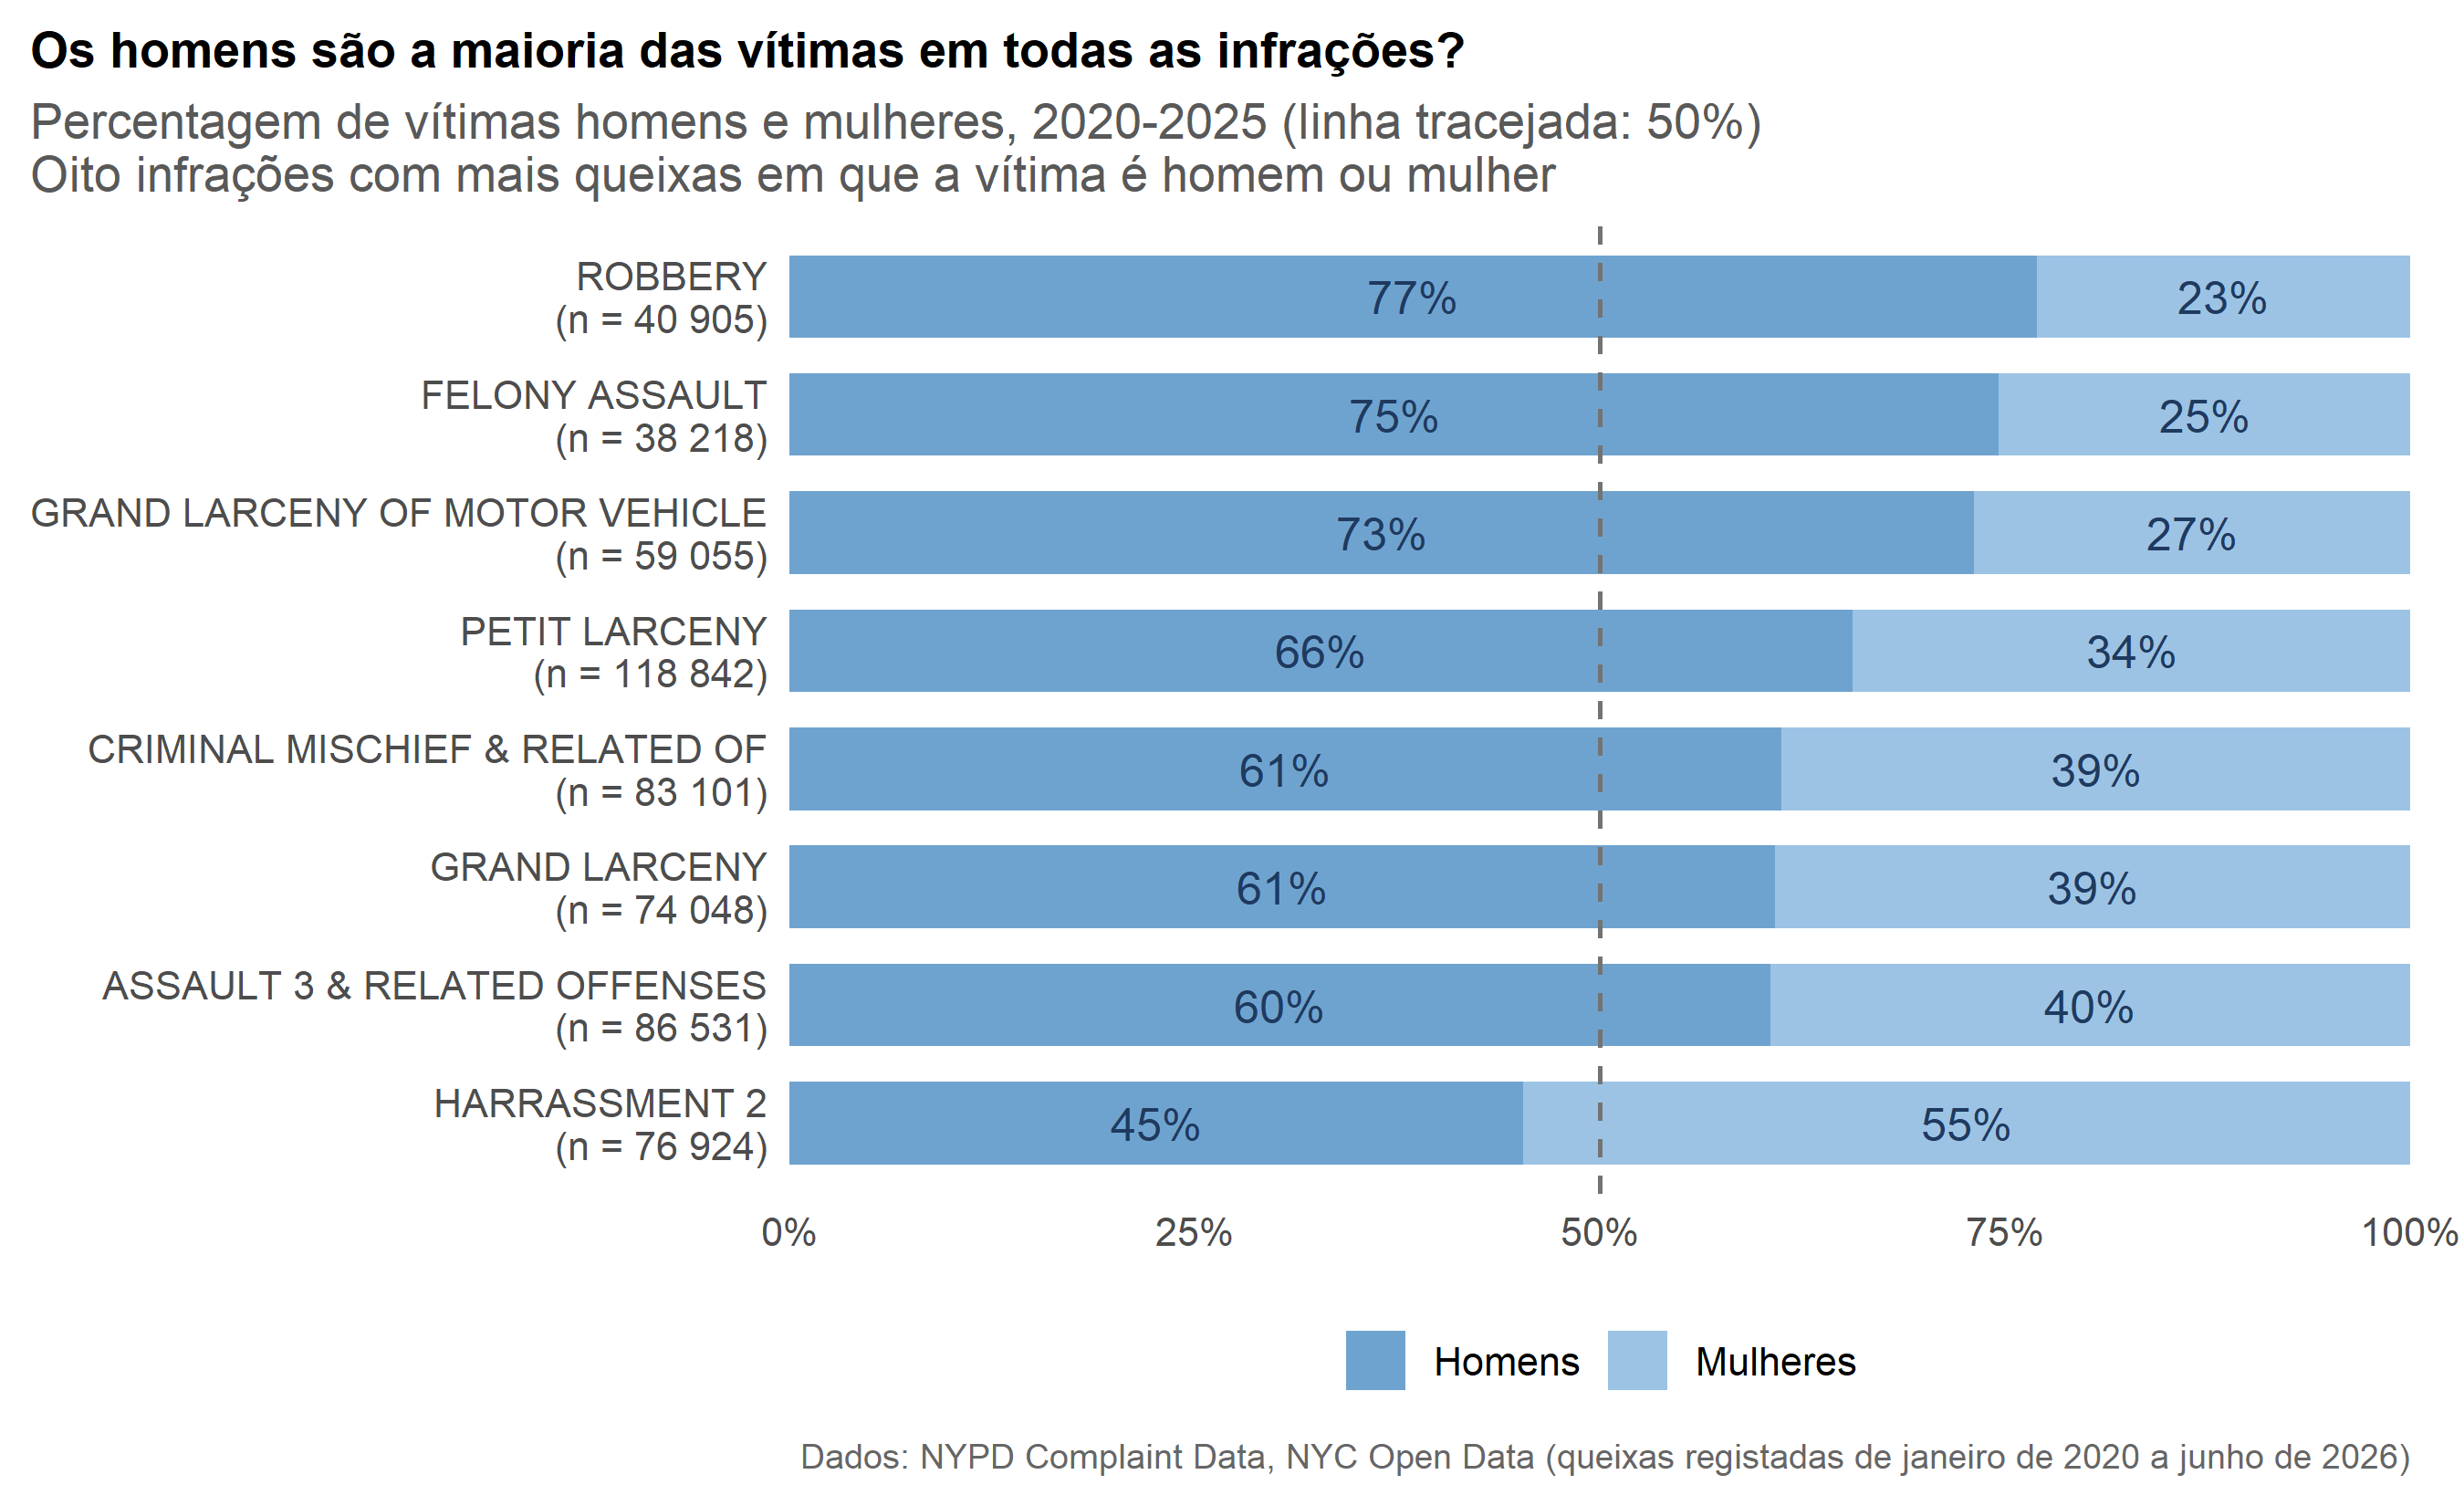 Os homens são a maioria das vítimas em todas as infrações?
Percentagem de vítimas homens e mulheres, 2020-2025 (linha tracejada: 50%)
Oito infrações com mais queixas em que a vítima é homem ou mulher
ROBBERY
(n = 40 905)
77%
23%
FELONY ASSAULT
(n = 38 218)
75%
25%
GRAND LARCENY OF MOTOR VEHICLE
(n = 59 055)
73%
27%
PETIT LARCENY
(n = 118 842)
66%
34%
CRIMINAL MISCHIEF & RELATED OF
(n = 83 101)
61%
39%
GRAND LARCENY
(n = 74 048)
61%
39%
ASSAULT 3 & RELATED OFFENSES
(n = 86 531)
60%
40%
HARRASSMENT 2
(n = 76 924)
45%
55%
0% 25% 50% 75% 100%
Homens Mulheres
Dados: NYPD Complaint Data, NYC Open Data (queixas registadas de janeiro de 2020 a junho de 2026)